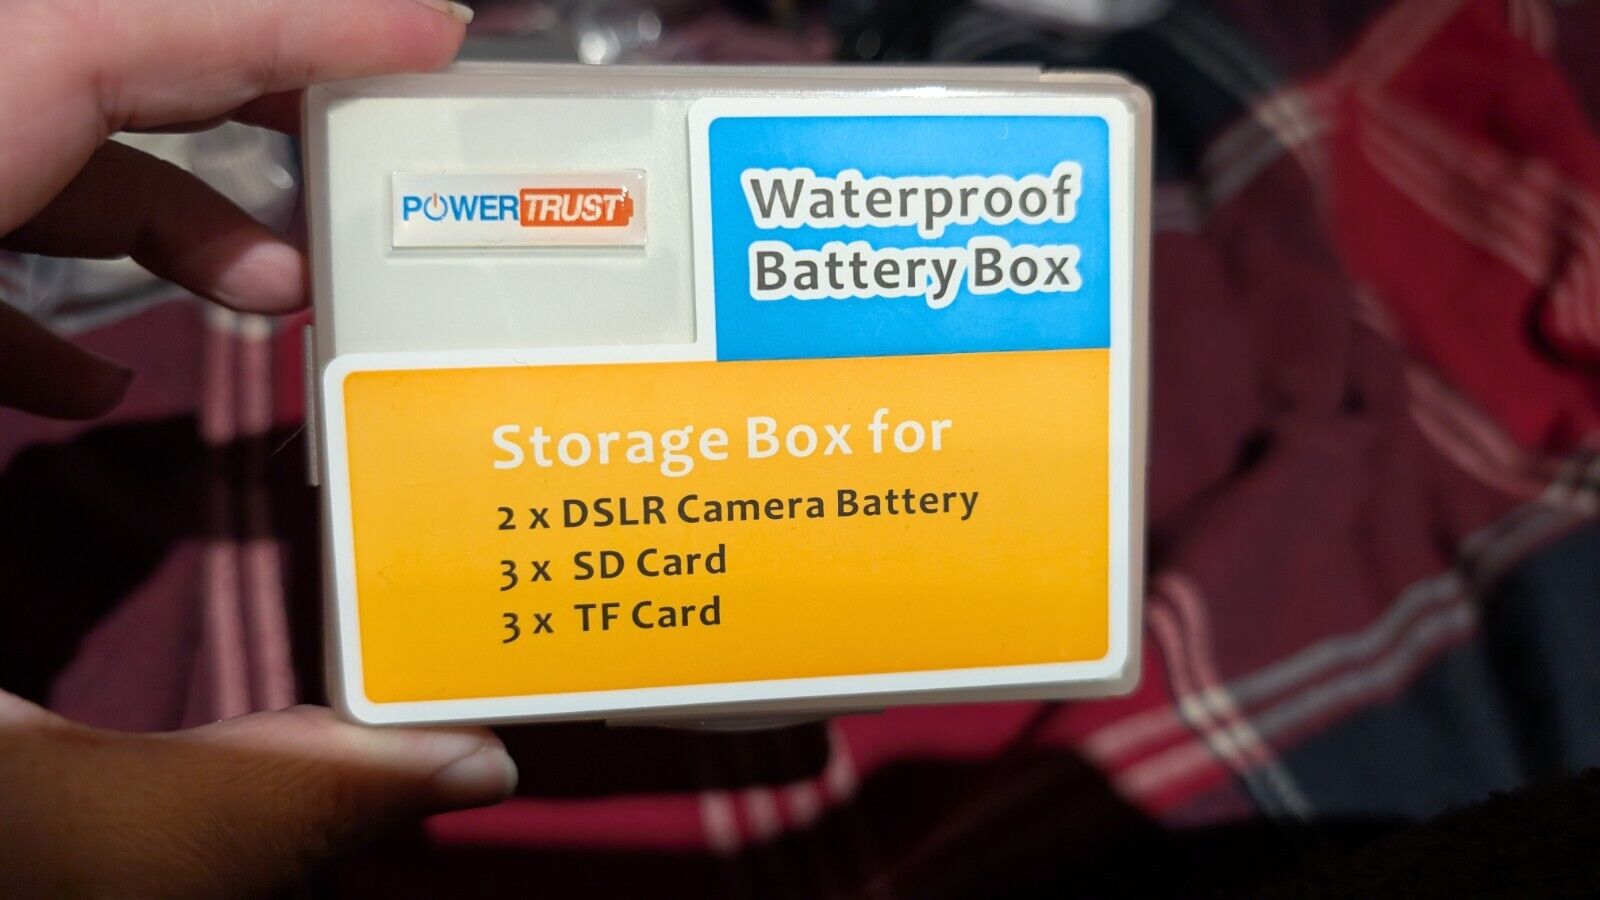 POWERTRUST
Waterproof
Battery Box
Storage Box for
2 x DSLR Camera Battery
3 x SD Card
3 x TF Card